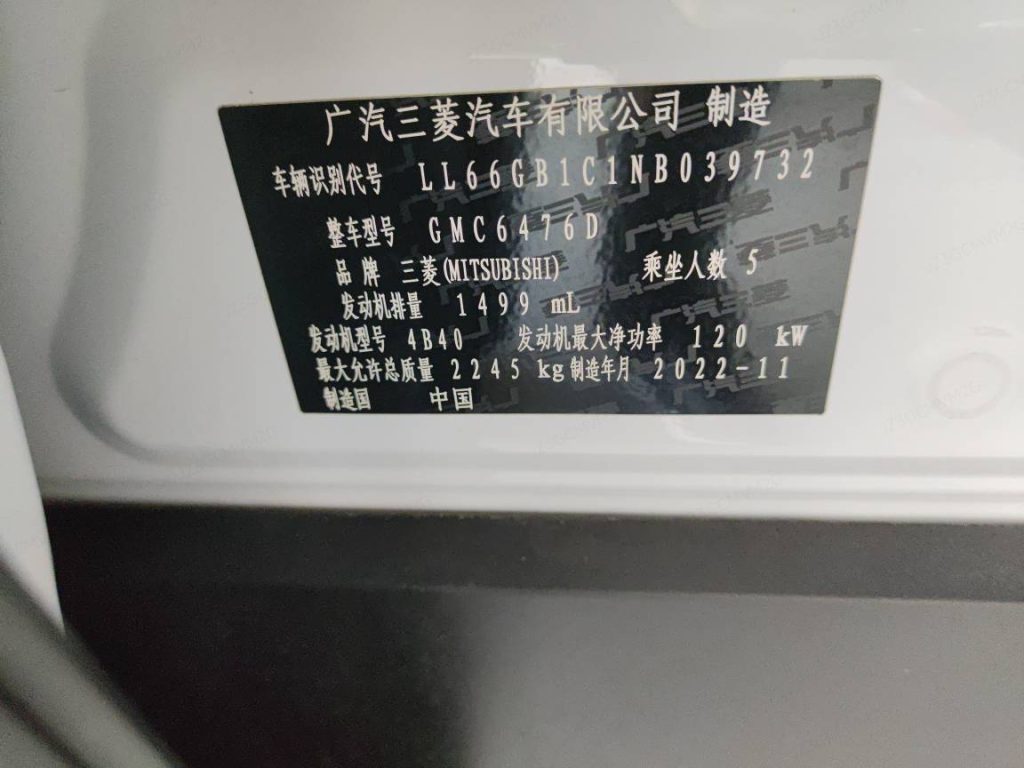 广汽三菱汽车有限公司 制造
车辆识别代号 LL66GB1C1NB039732
整车型号 GMC6476D
品牌 三菱(MITSUBISHI) 乘坐人数 5
发动机排量 1499 mL
发动机型号 4B40 发动机最大净功率 120 kW
最大允许总质量 2245 kg 制造年月 2022-11
制造国 中国